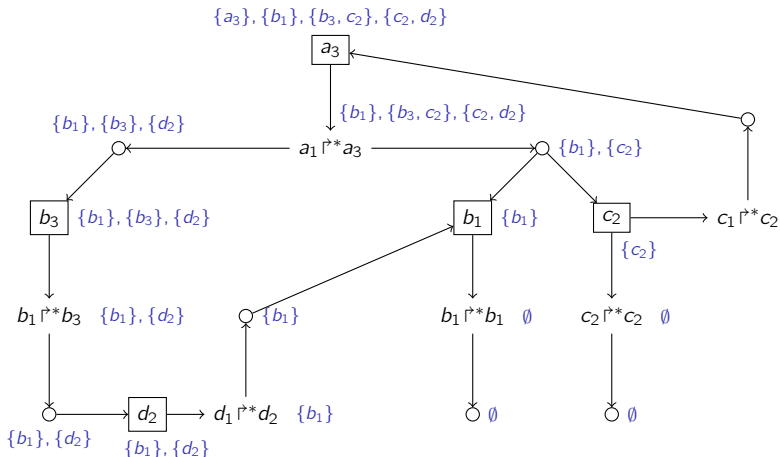 {a₃}, {b₁}, {b₃, c₂}, {c₂, d₂}
a₃
{b₁}, {b₃, c₂}, {c₂, d₂}
{b₁}, {b₃}, {d₂}
a₁ ↱* a₃
{b₁}, {c₂}
b₃ {b₁}, {b₃}, {d₂}
b₁ {b₁}
c₂
c₁ ↱* c₂
{c₂}
b₁ ↱* b₃ {b₁}, {d₂}
{b₁}
b₁ ↱* b₁ ∅
c₂ ↱* c₂ ∅
{b₁}, {d₂}
d₂
{b₁}, {d₂}
d₁ ↱* d₂ {b₁}
∅
∅